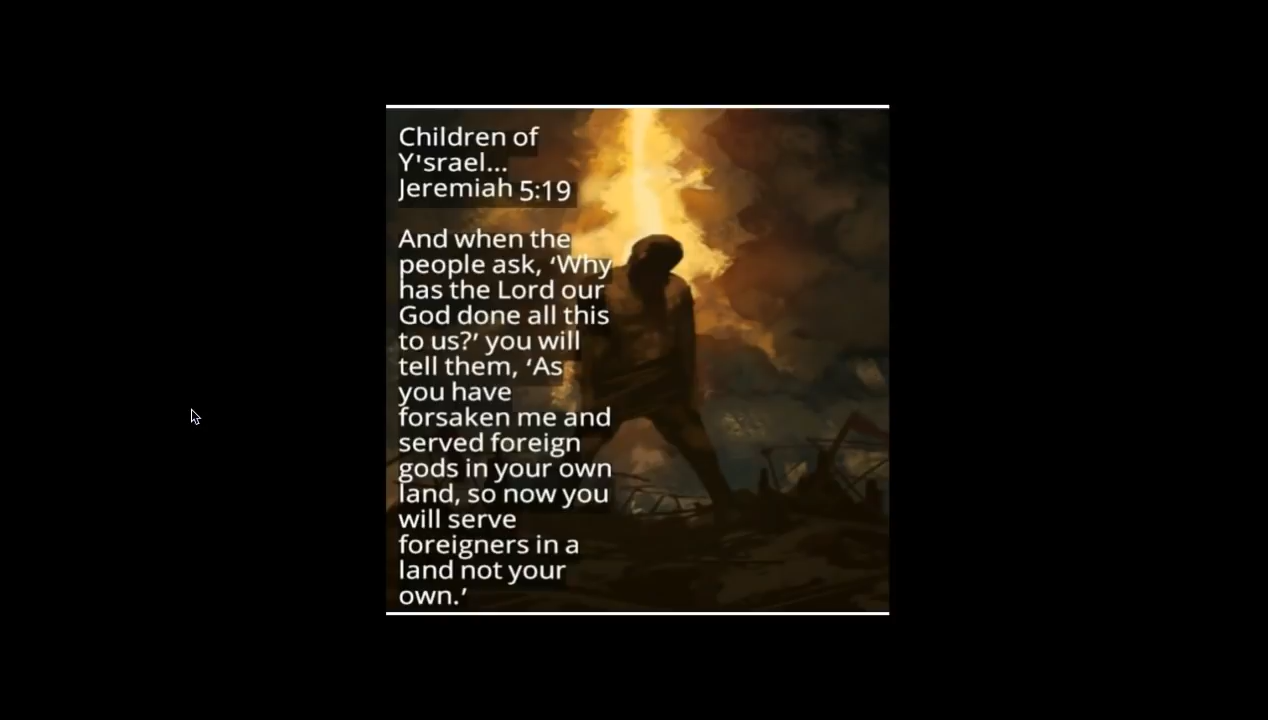 Children of
Y'srael...
Jeremiah 5:19
And when the
people ask, ‘Why
has the Lord our
God done all this
to us?’ you will
tell them, ‘As
you have
forsaken me and
served foreign
gods in your own
land, so now you
will serve
foreigners in a
land not your
own.’